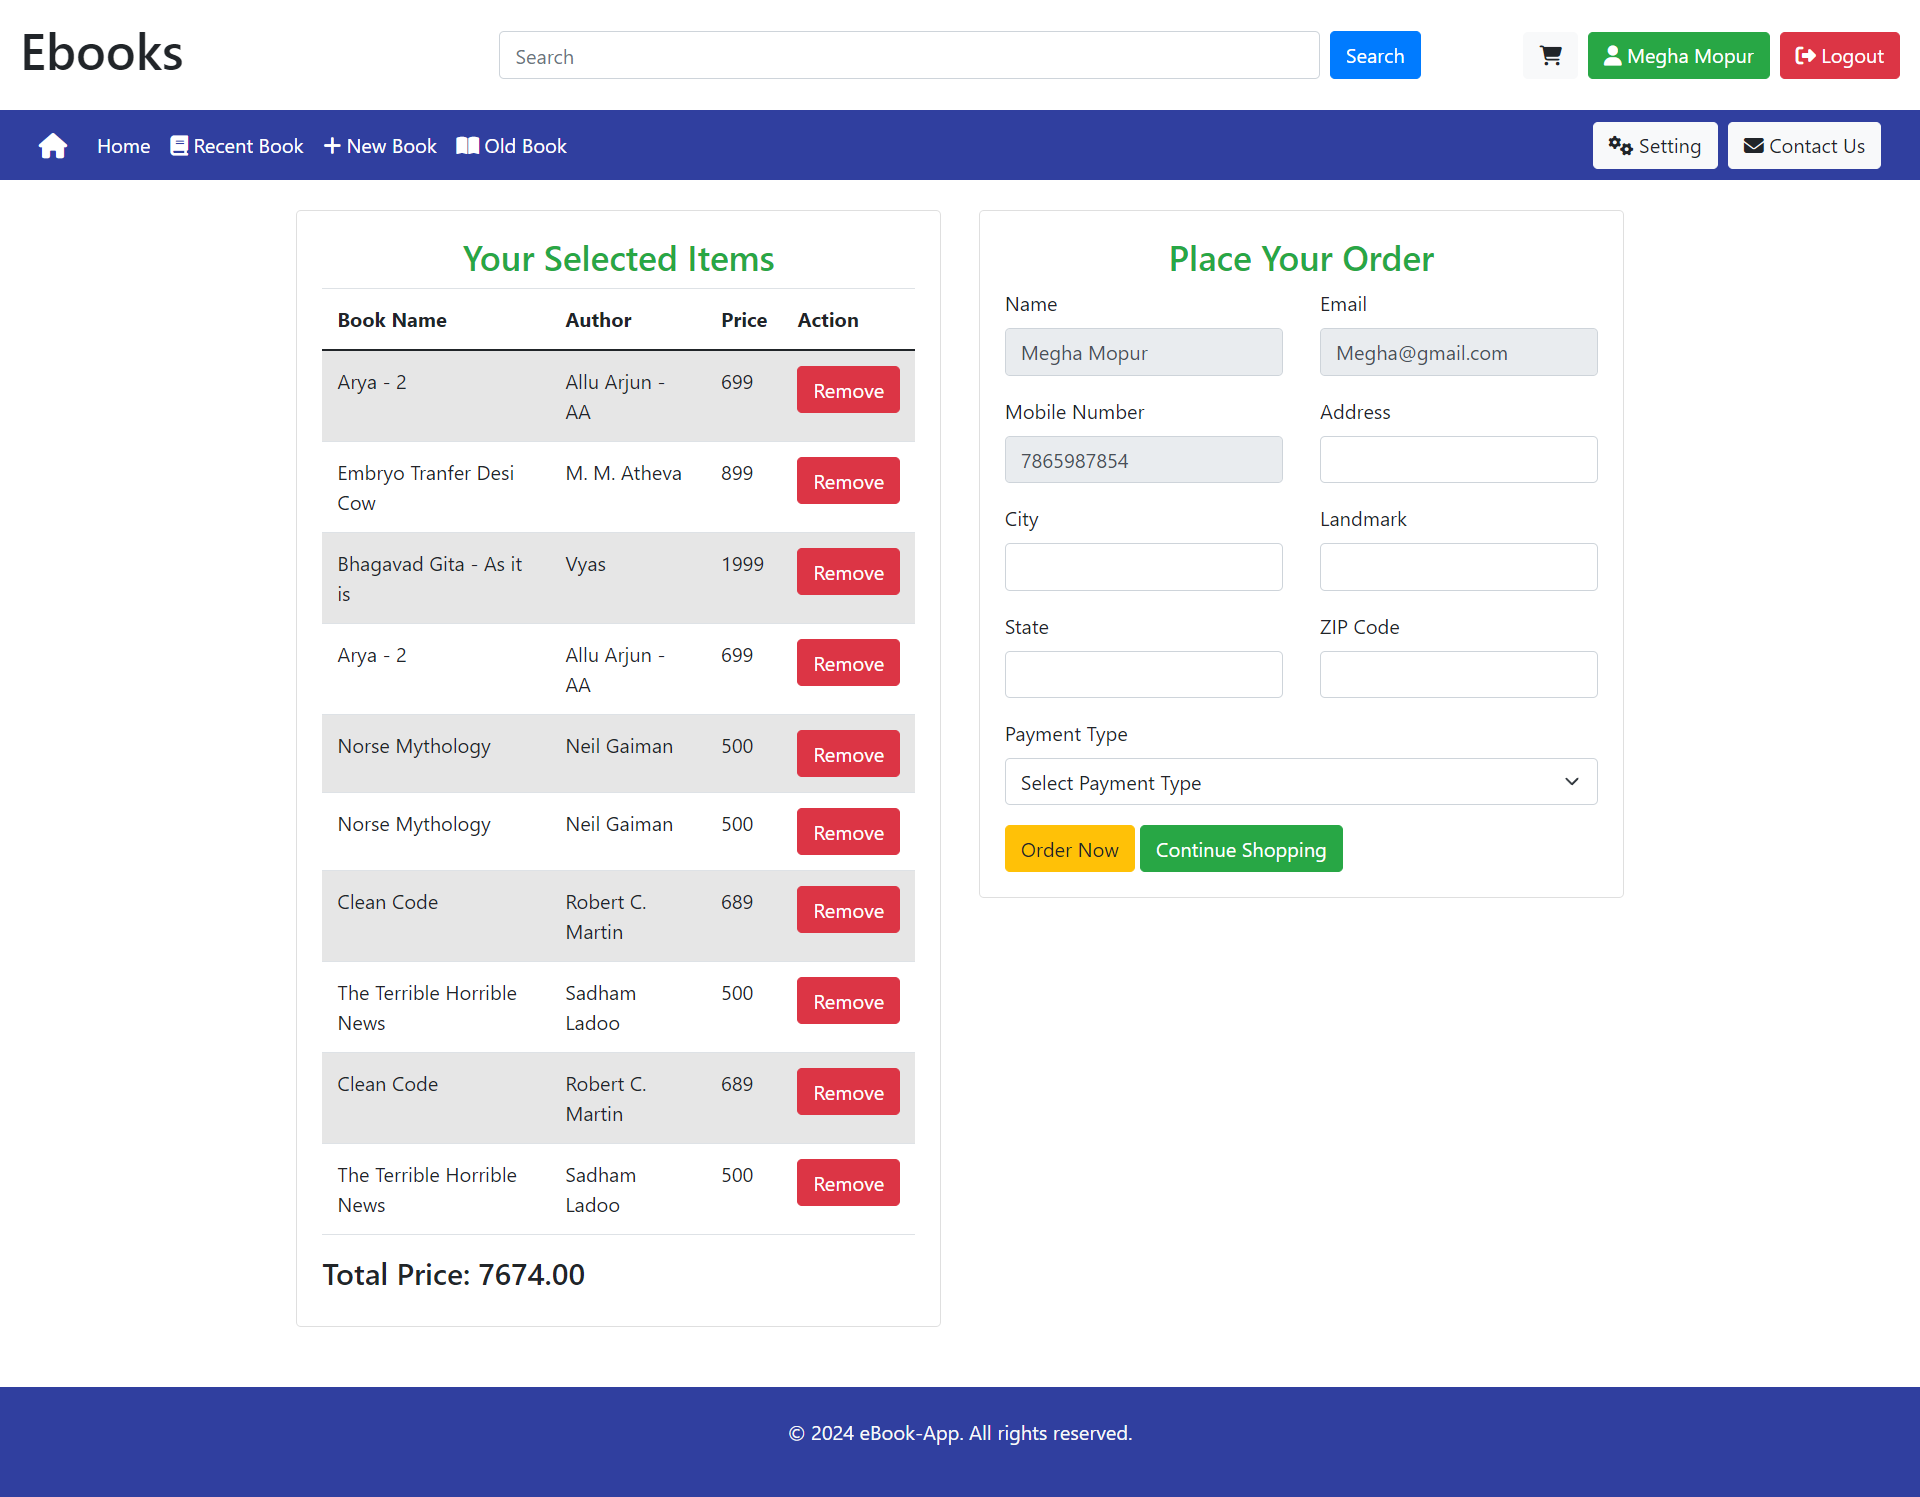 Ebooks
Search
Search
Megha Mopur
Logout
Home
Recent Book
New Book
Old Book
Setting
Contact Us
Your Selected Items
Book Name Author Price Action
Arya - 2 Allu Arjun - 699 Remove
AA
Embryo Tranfer Desi M. M. Atheva 899 Remove
Cow
Bhagavad Gita - As it Vyas 1999 Remove
is
Arya - 2 Allu Arjun - 699 Remove
AA
Norse Mythology Neil Gaiman 500 Remove
Norse Mythology Neil Gaiman 500 Remove
Clean Code Robert C. 689 Remove
Martin
The Terrible Horrible Sadham 500 Remove
News Ladoo
Clean Code Robert C. 689 Remove
Martin
The Terrible Horrible Sadham 500 Remove
News Ladoo
Total Price: 7674.00
Place Your Order
Name Email
Megha Mopur Megha@gmail.com
Mobile Number Address
7865987854
City Landmark
State ZIP Code
Payment Type
Select Payment Type
Order Now Continue Shopping
© 2024 eBook-App. All rights reserved.